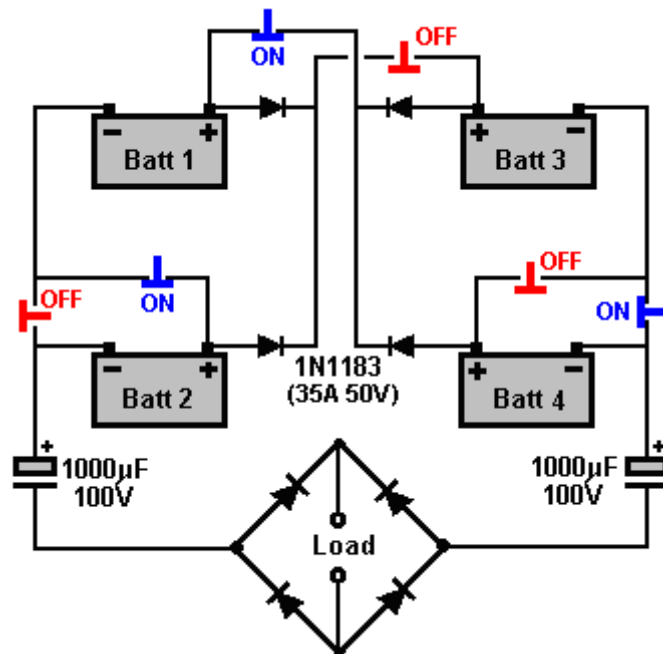 ON
OFF
- +
Batt 1
+ -
Batt 3
OFF
ON
OFF
ON
- +
Batt 2
1N1183
(35A 50V)
+ -
Batt 4
+
1000µF
100V
Load
+
1000µF
100V